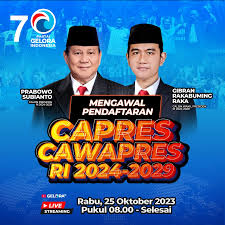 7
PARTAI
GELORA
INDONESIA
PRABOWO
SUBIANTO
GIBRAN
RAKABUMING
RAKA
MENGAWAL
PENDAFTARAN
CAPRES
CAWAPRES
RI 2024-2029
GELORA
LIVE
STREAMING
Rabu, 25 Oktober 2023
Pukul 08.00 - Selesai